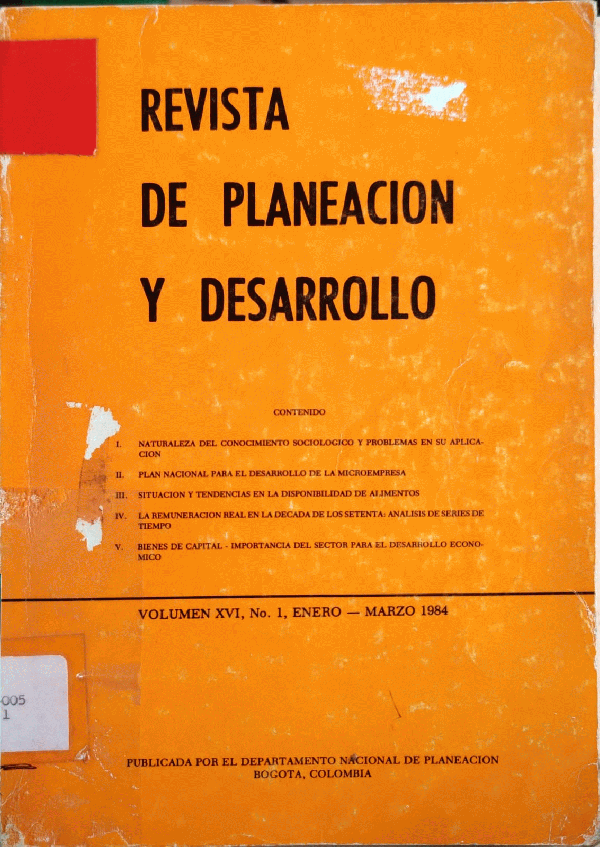 REVISTA
DE PLANEACION
Y DESARROLLO
CONTENIDO
I. NATURALEZA DEL CONOCIMIENTO SOCIOLOGICO Y PROBLEMAS EN SU APLICA-
CION
II. PLAN NACIONAL PARA EL DESARROLLO DE LA MICROEMPRESA
III. SITUACION Y TENDENCIAS EN LA DISPONIBILIDAD DE ALIMENTOS
IV. LA REMUNERACION REAL EN LA DECADA DE LOS SETENTA: ANALISIS DE SERIES DE
TIEMPO
V. BIENES DE CAPITAL - IMPORTANCIA DEL SECTOR PARA EL DESARROLLO ECONO-
MICO
VOLUMEN XVI, No. 1, ENERO — MARZO 1984
005
1
PUBLICADA POR EL DEPARTAMENTO NACIONAL DE PLANEACION
BOGOTA, COLOMBIA